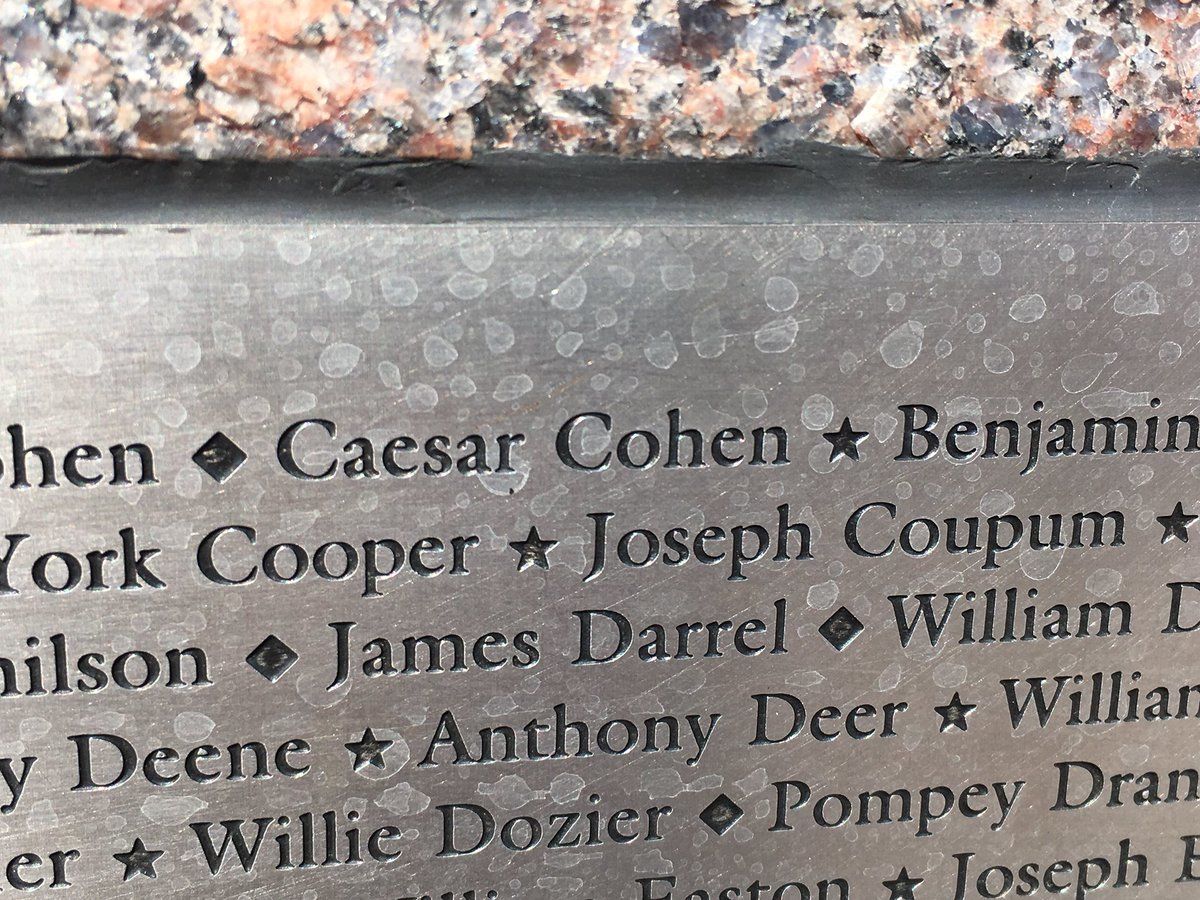 hen ◆ Caesar Cohen ★ Benjamin
York Cooper ★ Joseph Coupum ★
hilson ◆ James Darrel ◆ William D
y Deene ★ Anthony Deer ★ William
er ★ Willie Dozier ◆ Pompey Dran
Easton ★ Joseph E